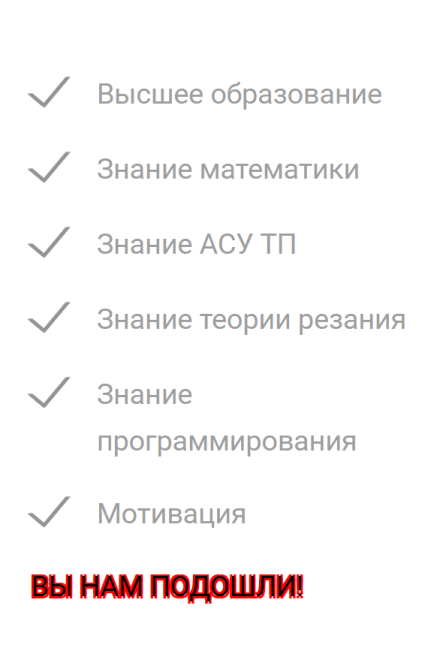 Высшее образование
Знание математики
Знание АСУ ТП
Знание теории резания
Знание
программирования
Мотивация
ВЫ НАМ ПОДОШЛИ!